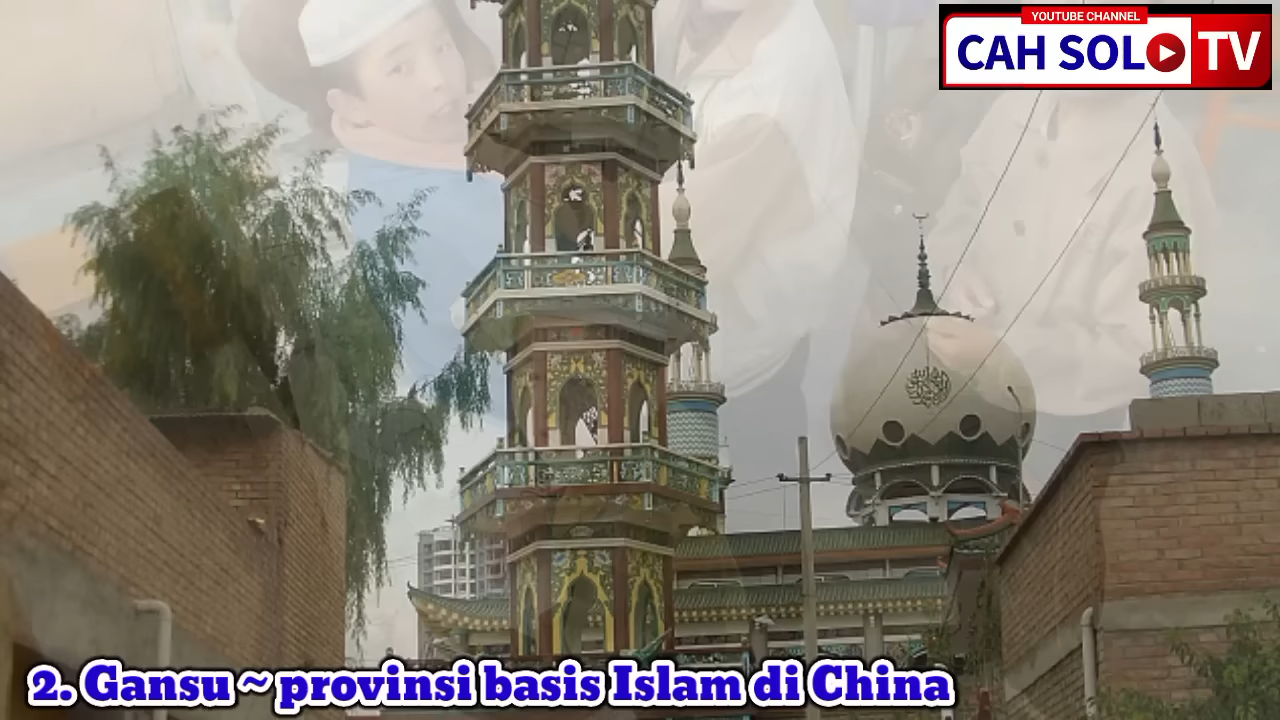 YOUTUBE CHANNEL
CAH SOLO TV
2. Gansu ~ provinsi basis Islam di China